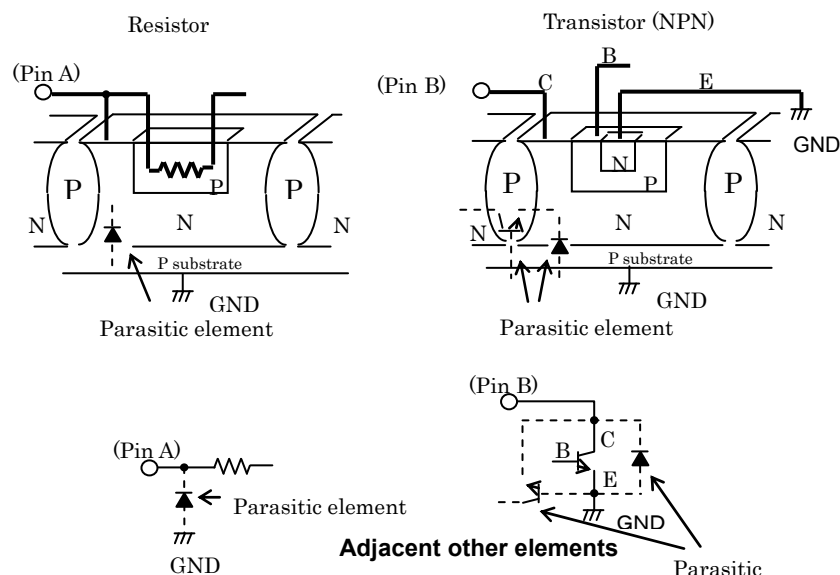 Resistor
Transistor (NPN)
(Pin A)
P
P
P
N
N
N
P substrate
GND
Parasitic element
(Pin B)
C
B
E
GND
P
N
P
P
N
N
N
P substrate
GND
Parasitic element
(Pin A)
Parasitic element
GND
(Pin B)
C
B
E
GND
Adjacent other elements
Parasitic